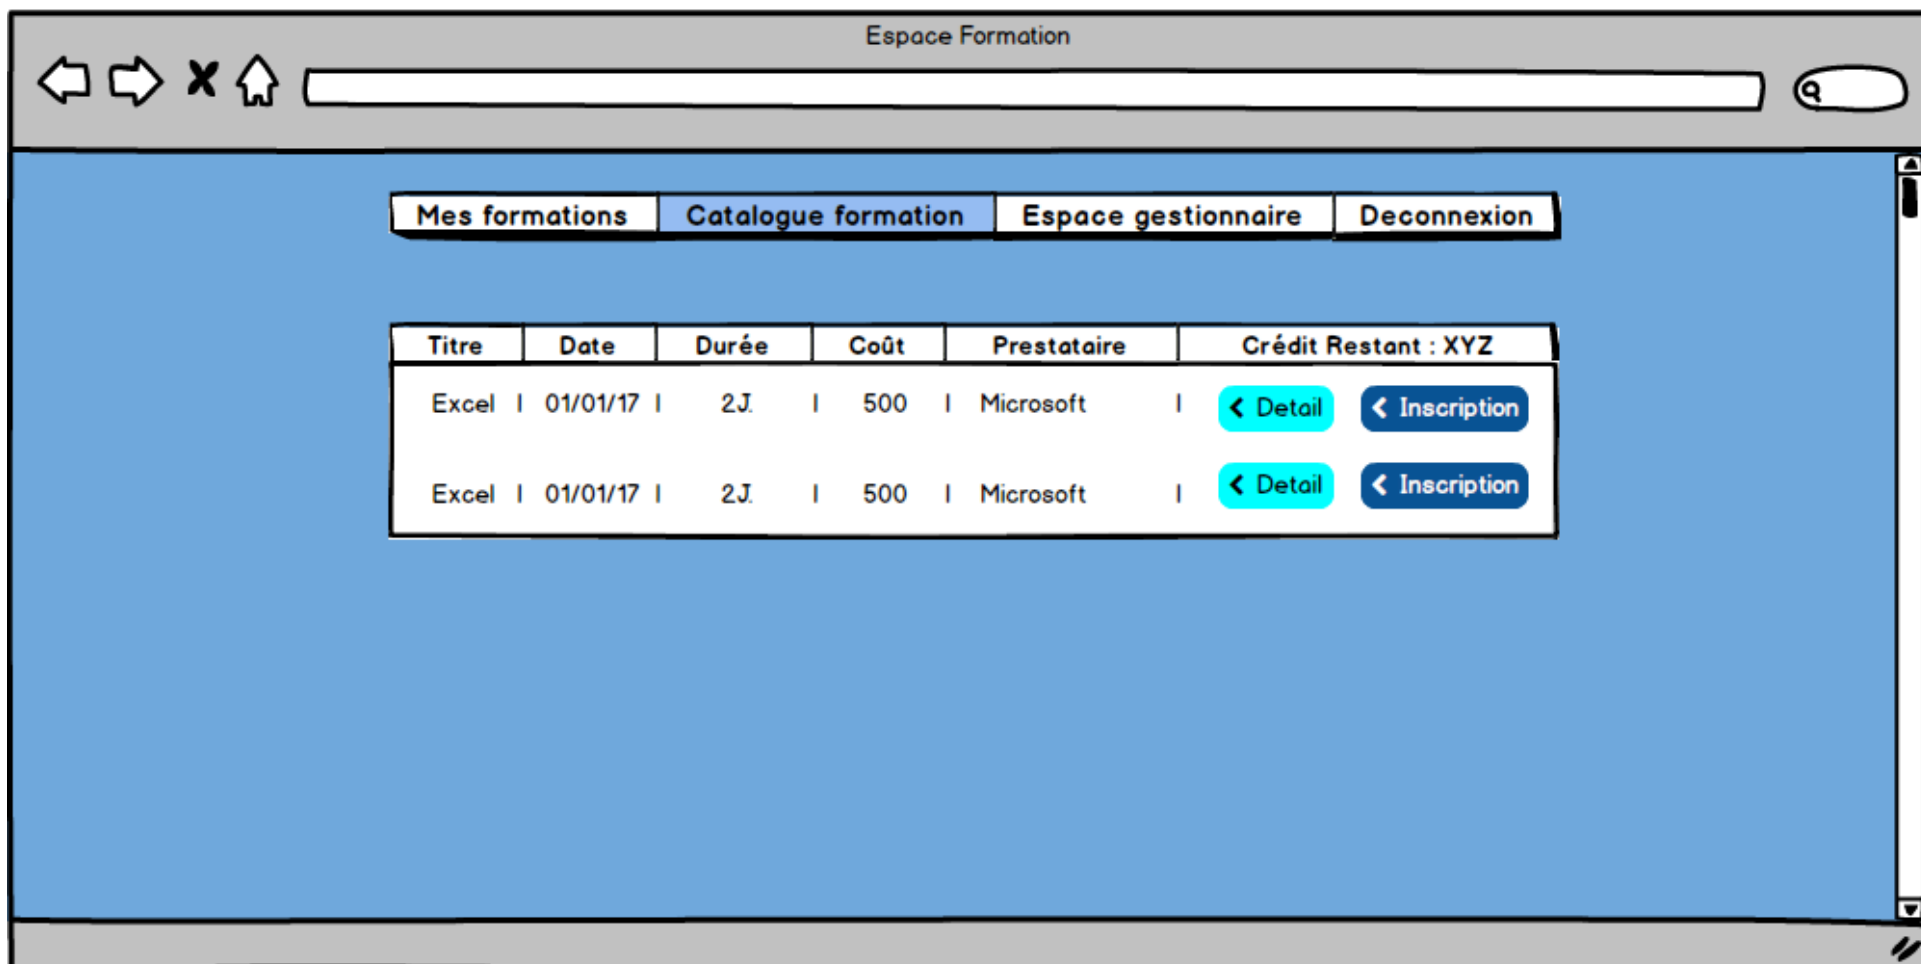 Espace Formation
Mes formations Catalogue formation Espace gestionnaire Deconnexion
Titre Date Durée Coût Prestataire Crédit Restant : XYZ
Excel | 01/01/17 | 2J. | 500 | Microsoft | Detail Inscription
Excel | 01/01/17 | 2J. | 500 | Microsoft | Detail Inscription